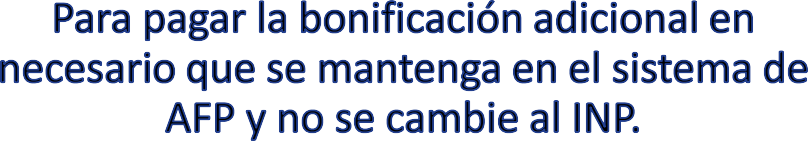 Para pagar la bonificación adicional en
necesario que se mantenga en el sistema de
AFP y no se cambie al INP.